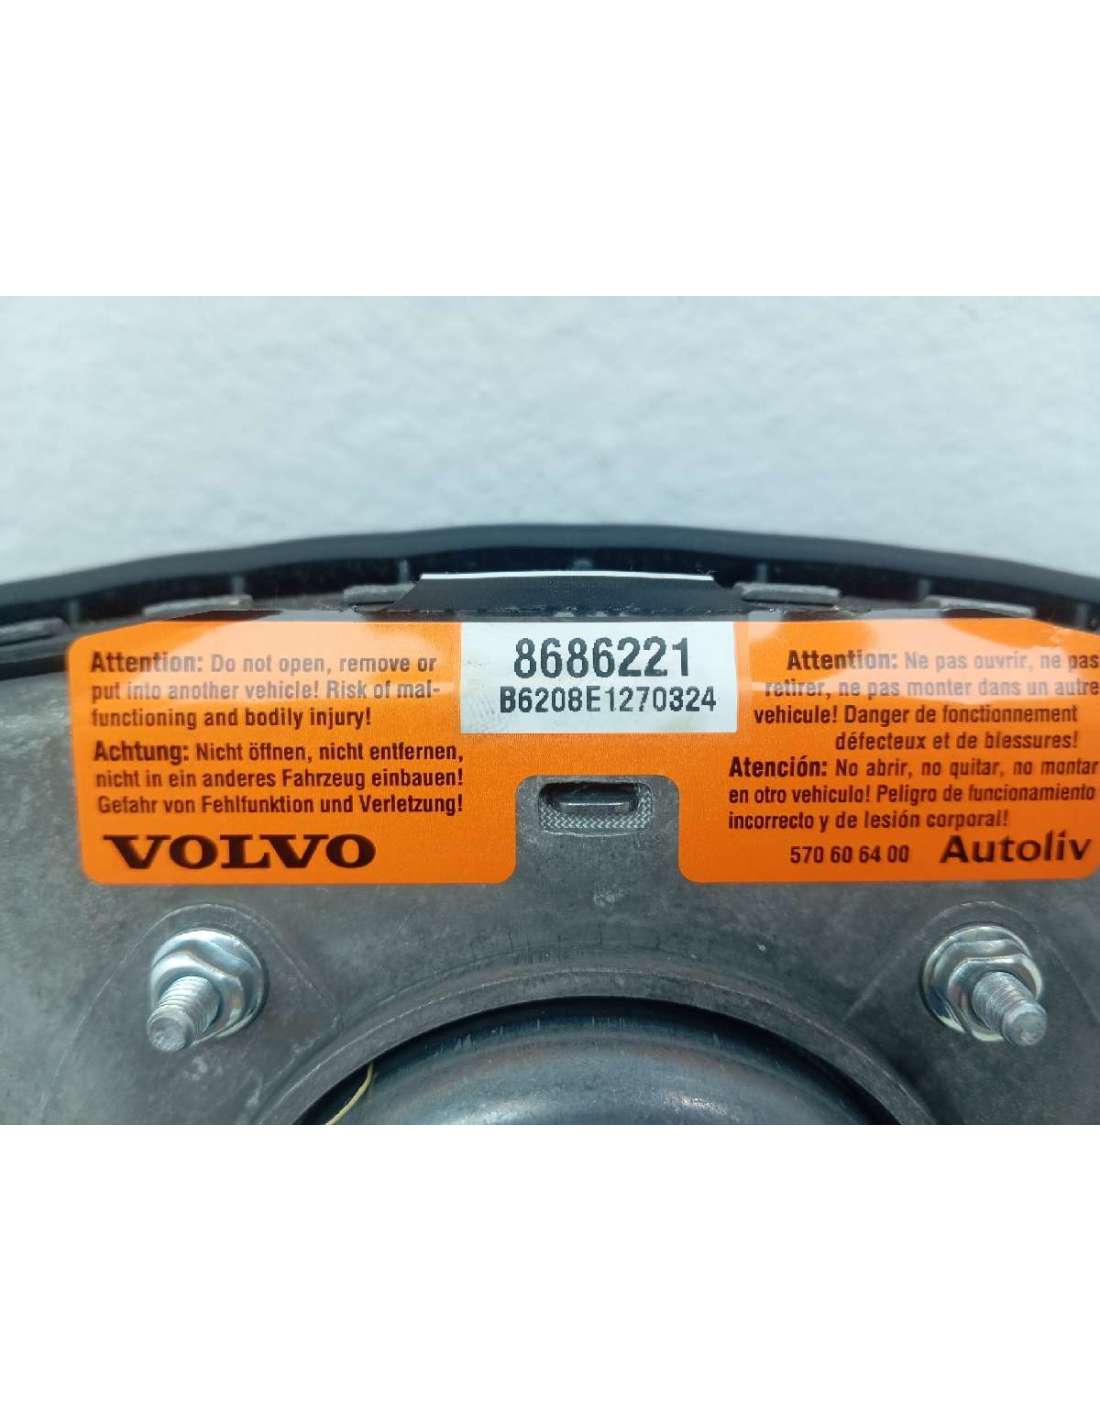 Attention: Do not open, remove or
put into another vehicle! Risk of mal-
functioning and bodily injury!
Achtung: Nicht öffnen, nicht entfernen,
nicht in ein anderes Fahrzeug einbauen!
Gefahr von Fehlfunktion und Verletzung!
VOLVO
8686221
B6208E1270324
Attention: Ne pas ouvrir, ne pas
retirer, ne pas monter dans un autre
vehicule! Danger de fonctionnement
défecteux et de blessures!
Atención: No abrir, no quitar, no montar
en otro vehiculo! Peligro de funcionamiento
incorrecto y de lesión corporal!
570 60 64 00 Autoliv